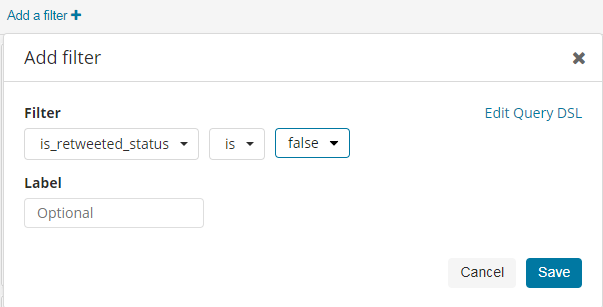 Add a filter +
Add filter
Filter
Edit Query DSL
is_retweeted_status is false
Label
Optional
Cancel Save